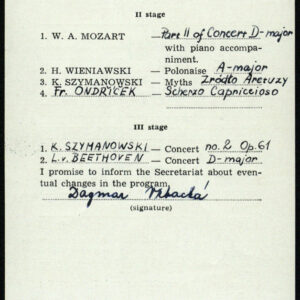 II stage
1. W. A. MOZART — Part II of Concert D-major
with piano accompa-
niment.
2. H. WIENIAWSKI — Polonaise A-major
3. K. SZYMANOWSKI — Myths Źródło Aretuzy
4. Fr. ONDŘÍČEK — Scherzo Capriccioso
III stage
1. K. SZYMANOWSKI — Concert no. 2 Op. 61
2. L. v. BEETHOVEN — Concert D-major
I promise to inform the Secretariat about even-
tual changes in the program.
Dagmar
(signature)